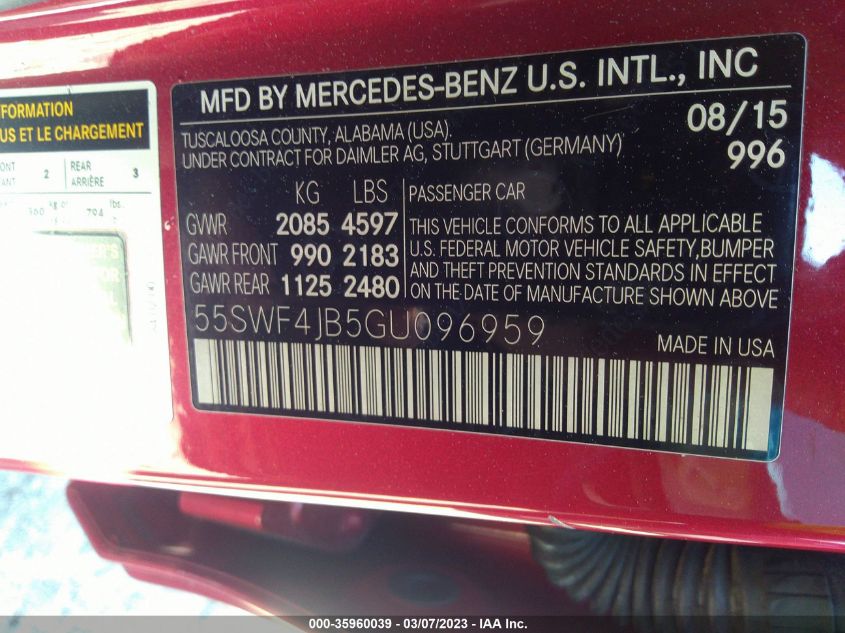 FORMATION
US ET LE CHARGEMENT
2
REAR
ARRIÈRE
3
kg
794
lbs.
MFD BY MERCEDES-BENZ U.S. INTL., INC
TUSCALOOSA COUNTY, ALABAMA (USA).
UNDER CONTRACT FOR DAIMLER AG, STUTTGART (GERMANY)
08/15
996
KG LBS
GVWR 2085 4597
GAWR FRONT 990 2183
GAWR REAR 1125 2480
PASSENGER CAR
THIS VEHICLE CONFORMS TO ALL APPLICABLE
U.S. FEDERAL MOTOR VEHICLE SAFETY,BUMPER
AND THEFT PREVENTION STANDARDS IN EFFECT
ON THE DATE OF MANUFACTURE SHOWN ABOVE
55SWF4JB5GU096959
MADE IN USA
000-35960039 - 03/07/2023 - IAA Inc.